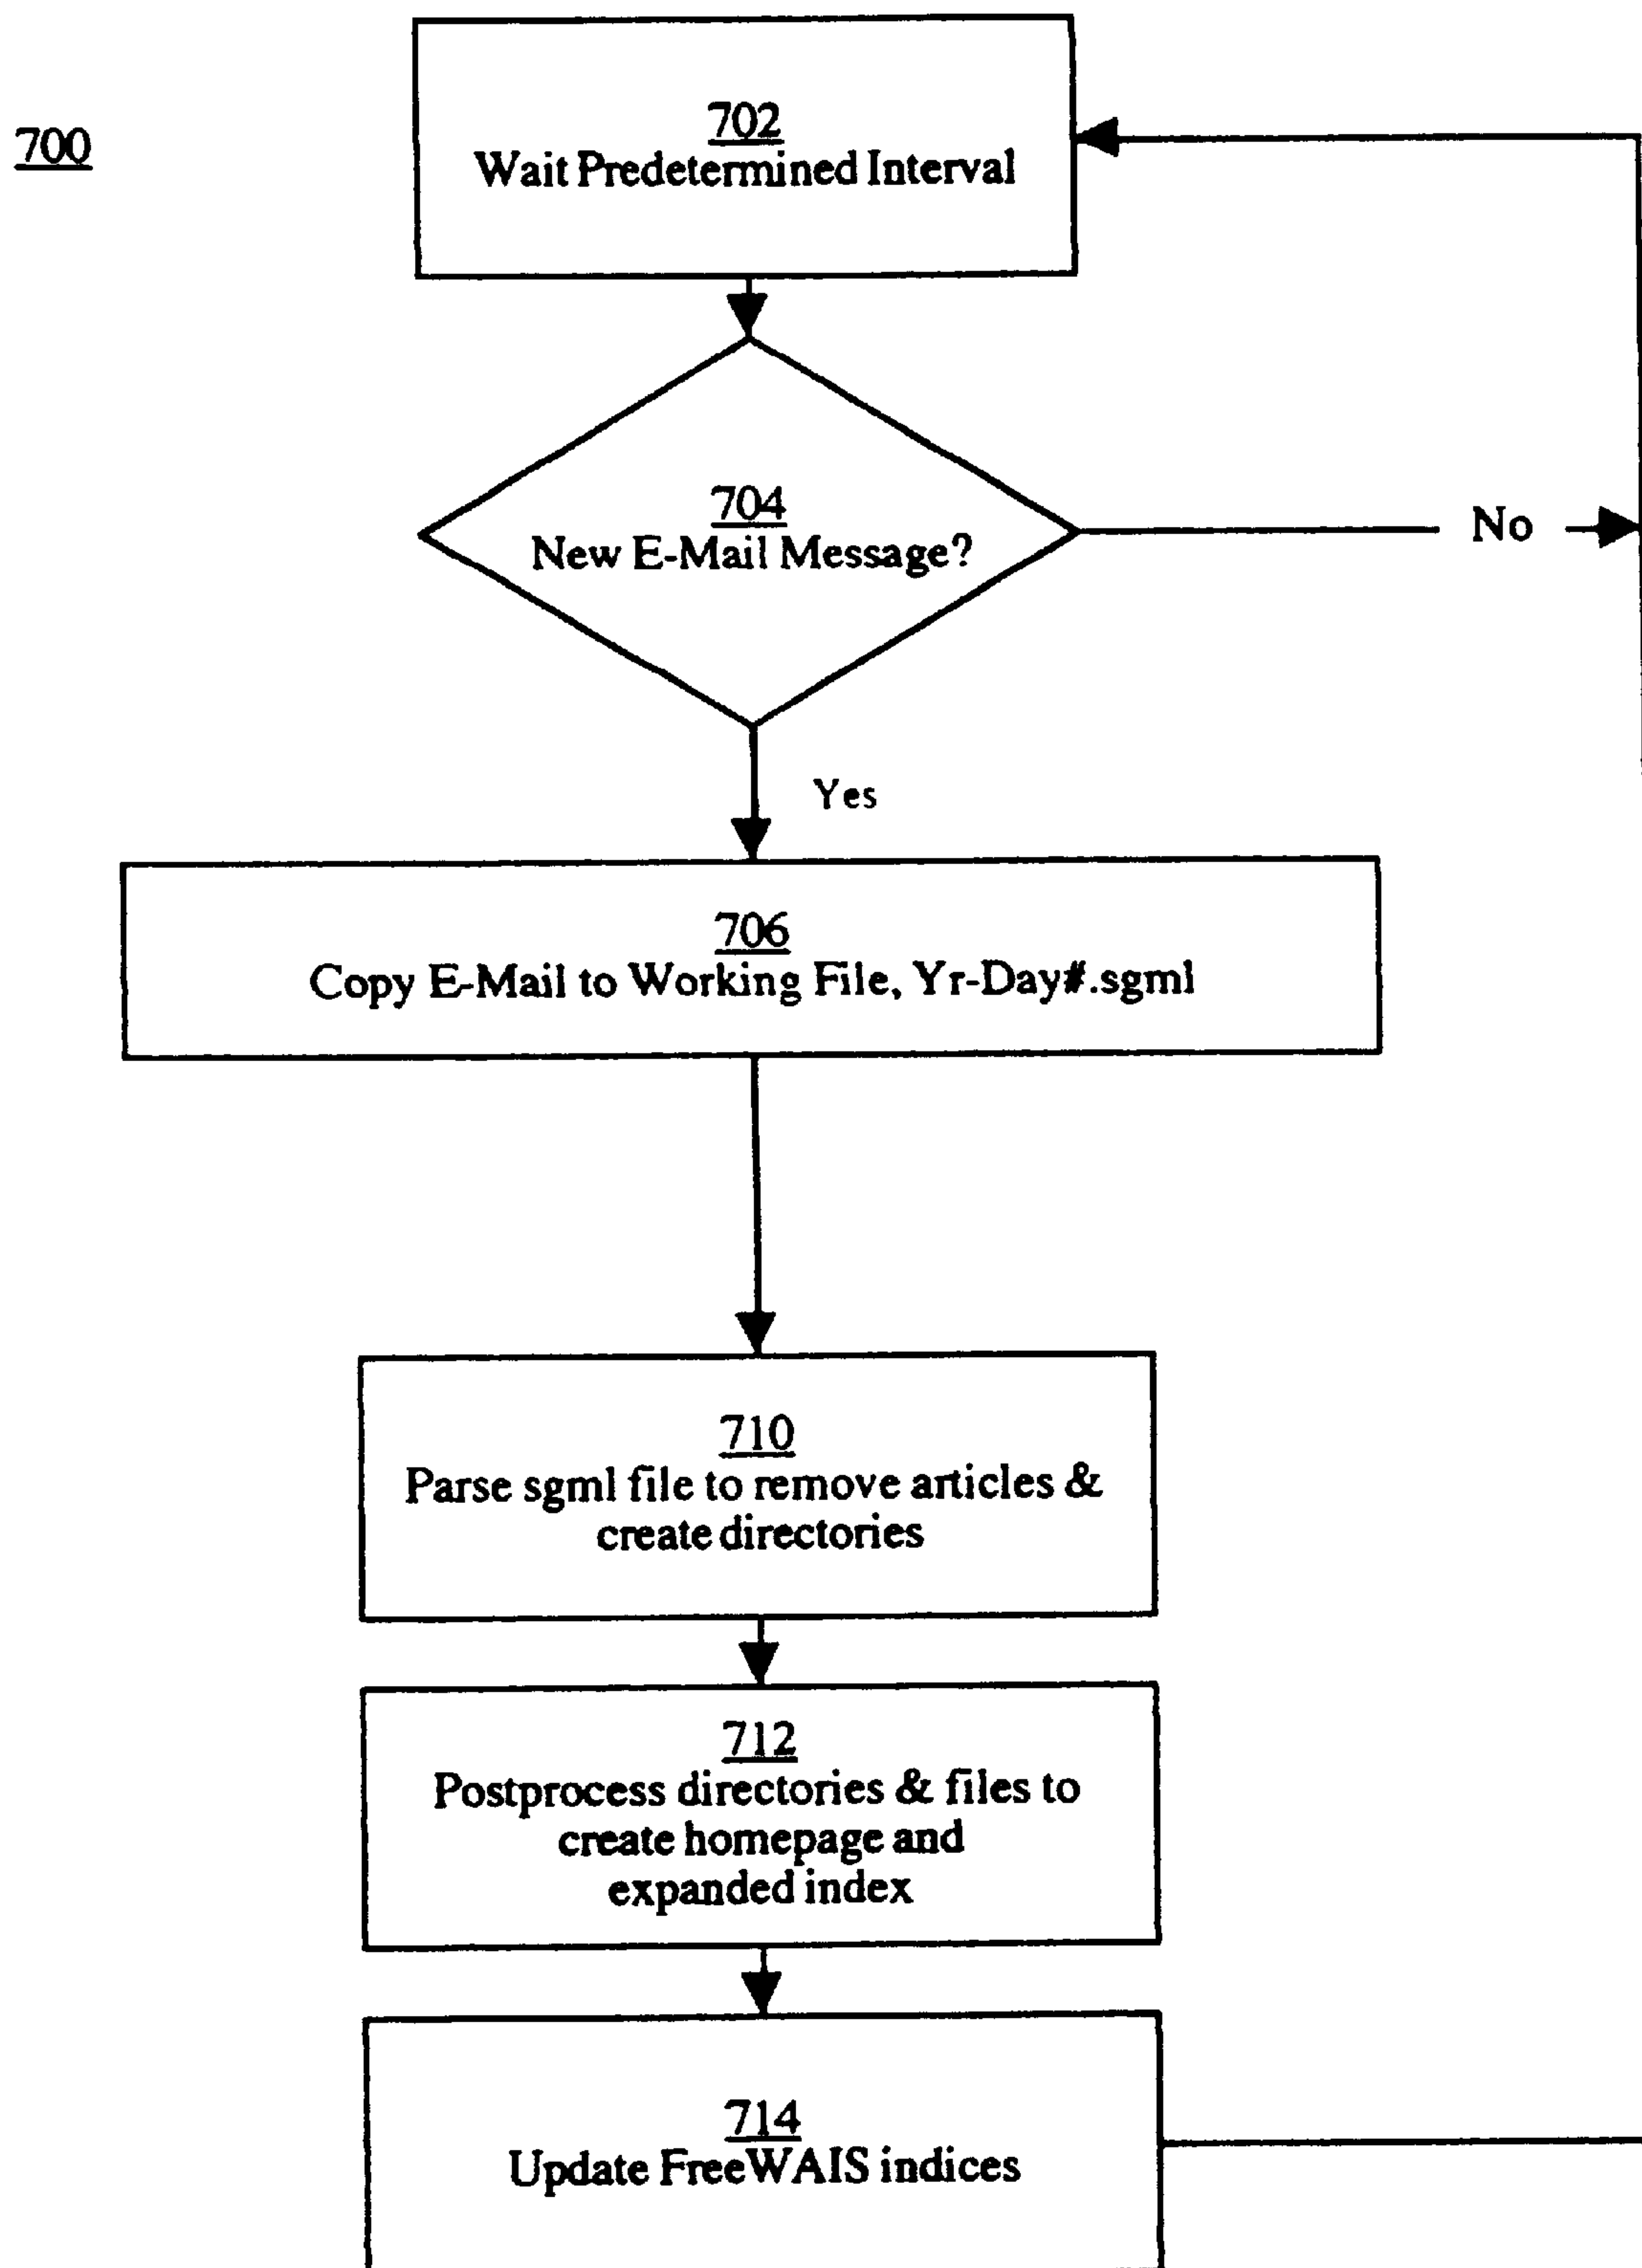 700
702
Wait Predetermined Interval
704
New E-Mail Message?
No
Yes
706
Copy E-Mail to Working File, Yr-Day#.sgml
710
Parse sgml file to remove articles &
create directories
712
Postprocess directories & files to
create homepage and
expanded index
714
Update FreeWAIS indices